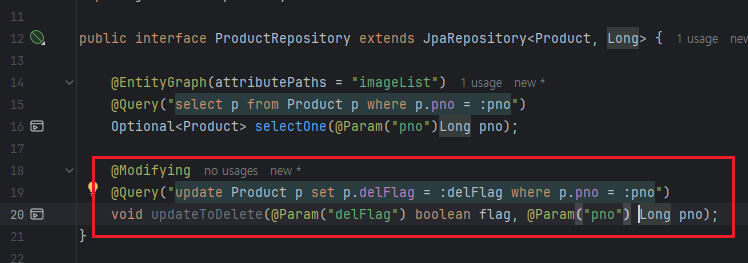 11
12 public interface ProductRepository extends JpaRepository<Product, Long> { 1 usage new *
13
14 @EntityGraph(attributePaths = "imageList") 1 usage new *
15 @Query("select p from Product p where p.pno = :pno")
16 Optional<Product> selectOne(@Param("pno")Long pno);
17
18 @Modifying no usages new *
19 @Query("update Product p set p.delFlag = :delFlag where p.pno = :pno")
20 void updateToDelete(@Param("delFlag") boolean flag, @Param("pno") Long pno);
21 }